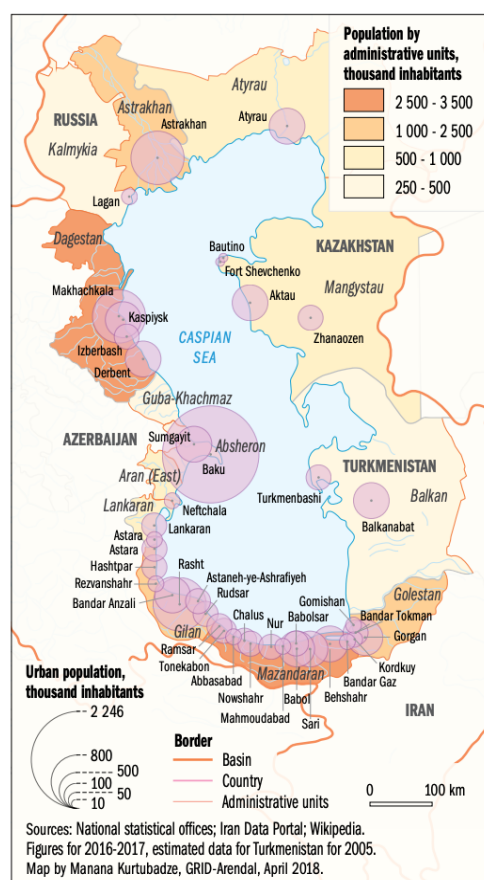 Population by
administrative units,
thousand inhabitants
2 500 - 3 500
1 000 - 2 500
500 - 1 000
250 - 500
Atyrau
Astrakhan
Astrakhan
Atyrau
RUSSIA
Kalmykia
Lagan
Dagestan
Bautino
KAZAKHSTAN
Fort Shevchenko
Mangystau
Makhachkala
Aktau
Kaspiysk
Zhanaozen
CASPIAN
SEA
Izberbash
Derbent
Guba-Khachmaz
AZERBAIJAN
Sumgayit
Absheron
Baku
TURKMENISTAN
Aran (East)
Turkmenbashi
Balkan
Lankaran
Neftchala
Balkanabat
Lankaran
Astara
Astara
Hashtpar
Rasht
Rezvanshahr
Astaneh-ye-Ashrafiyeh
Golestan
Bandar Anzali
Rudsar
Gomishan
Chalus
Babolsar
Bandar Tokman
Gilan
Nur
Gorgan
Ramsar
Tonekabon
Kordkuy
Abbasabad
Mazandaran
Bandar Gaz
Nowshahr
Babol
Behshahr
Mahmoudabad
Sari
IRAN
Urban population,
thousand inhabitants
2 246
800
500
100
50
10
Border
Basin
Country
Administrative units
0
100 km
Sources: National statistical offices; Iran Data Portal; Wikipedia.
Figures for 2016-2017, estimated data for Turkmenistan for 2005.
Map by Manana Kurtubadze, GRID-Arendal, April 2018.